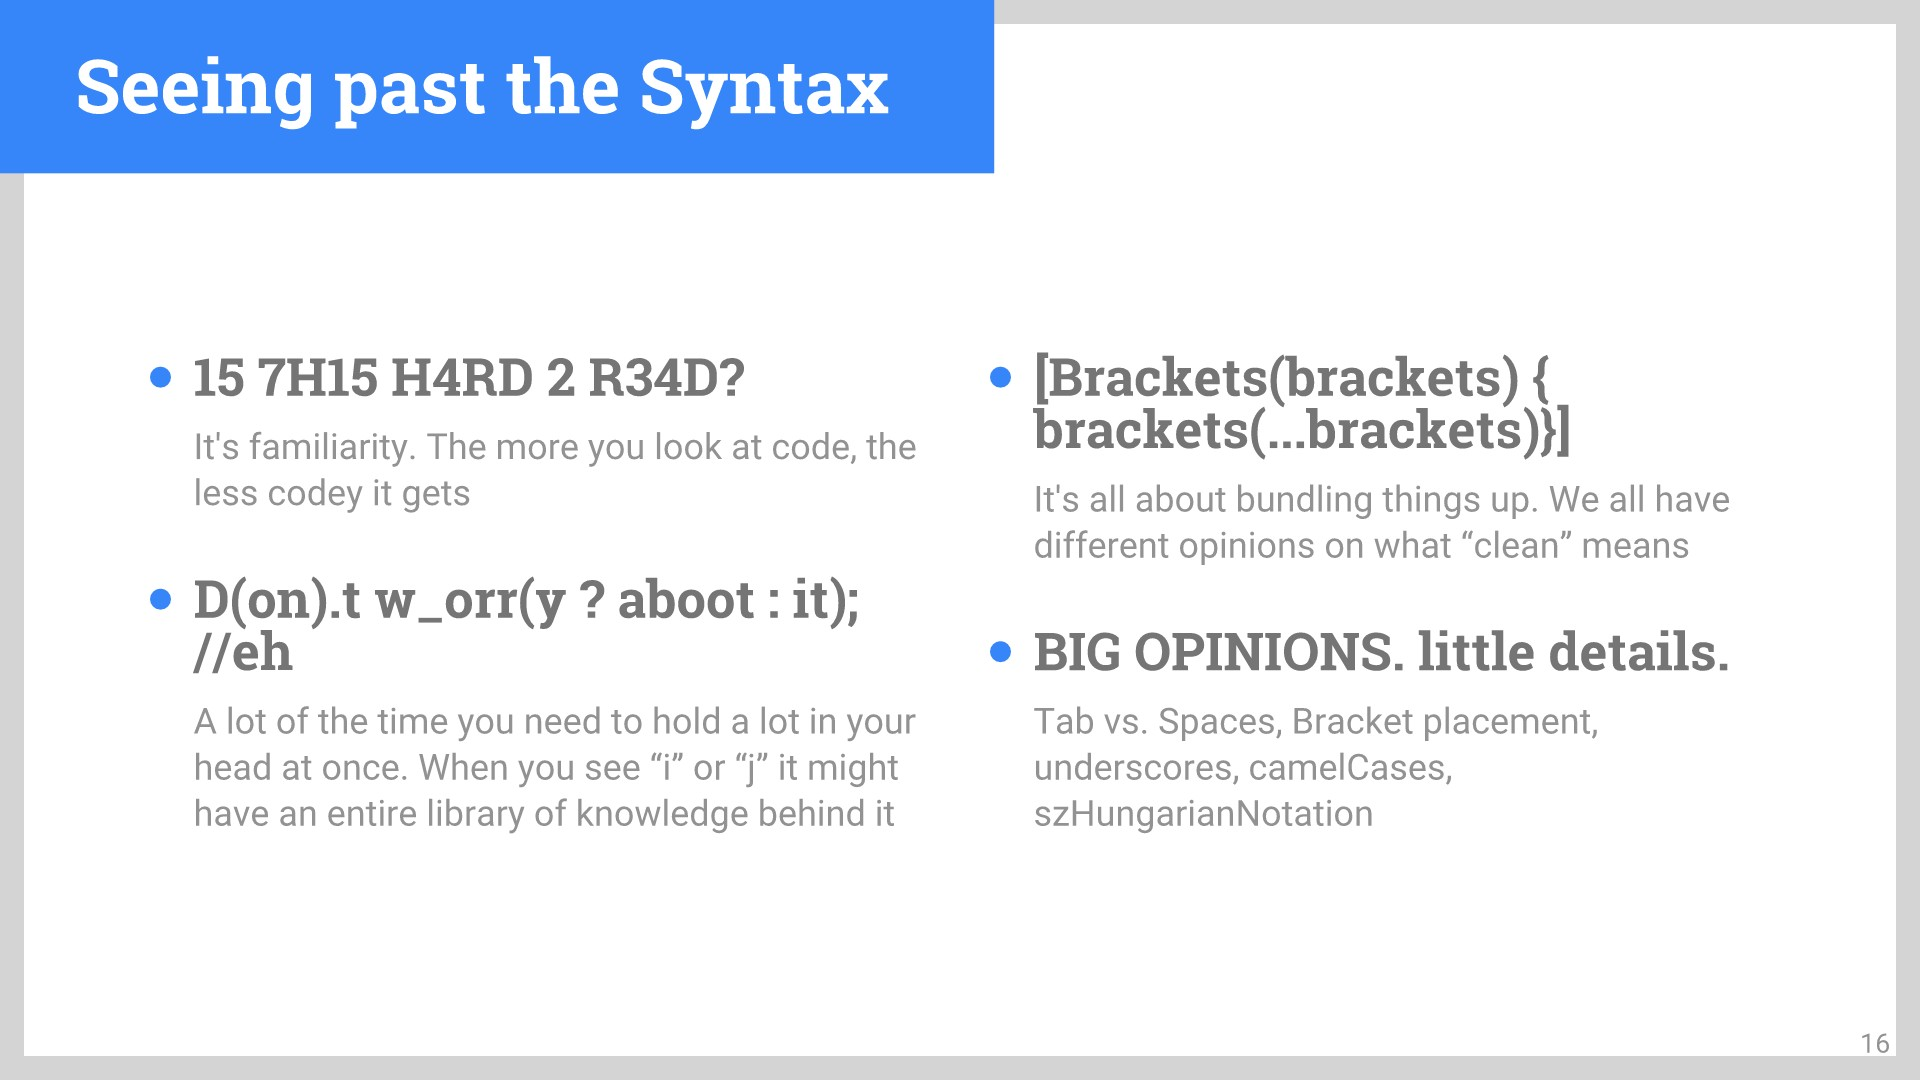 Seeing past the Syntax
15 7H15 H4RD 2 R34D?
It's familiarity. The more you look at code, the
less codey it gets
D(on).t w_orr(y ? aboot : it);
//eh
A lot of the time you need to hold a lot in your
head at once. When you see “i” or “j” it might
have an entire library of knowledge behind it
[Brackets(brackets) {
brackets(...brackets)}]
It's all about bundling things up. We all have
different opinions on what “clean” means
BIG OPINIONS. little details.
Tab vs. Spaces, Bracket placement,
underscores, camelCases,
szHungarianNotation
16